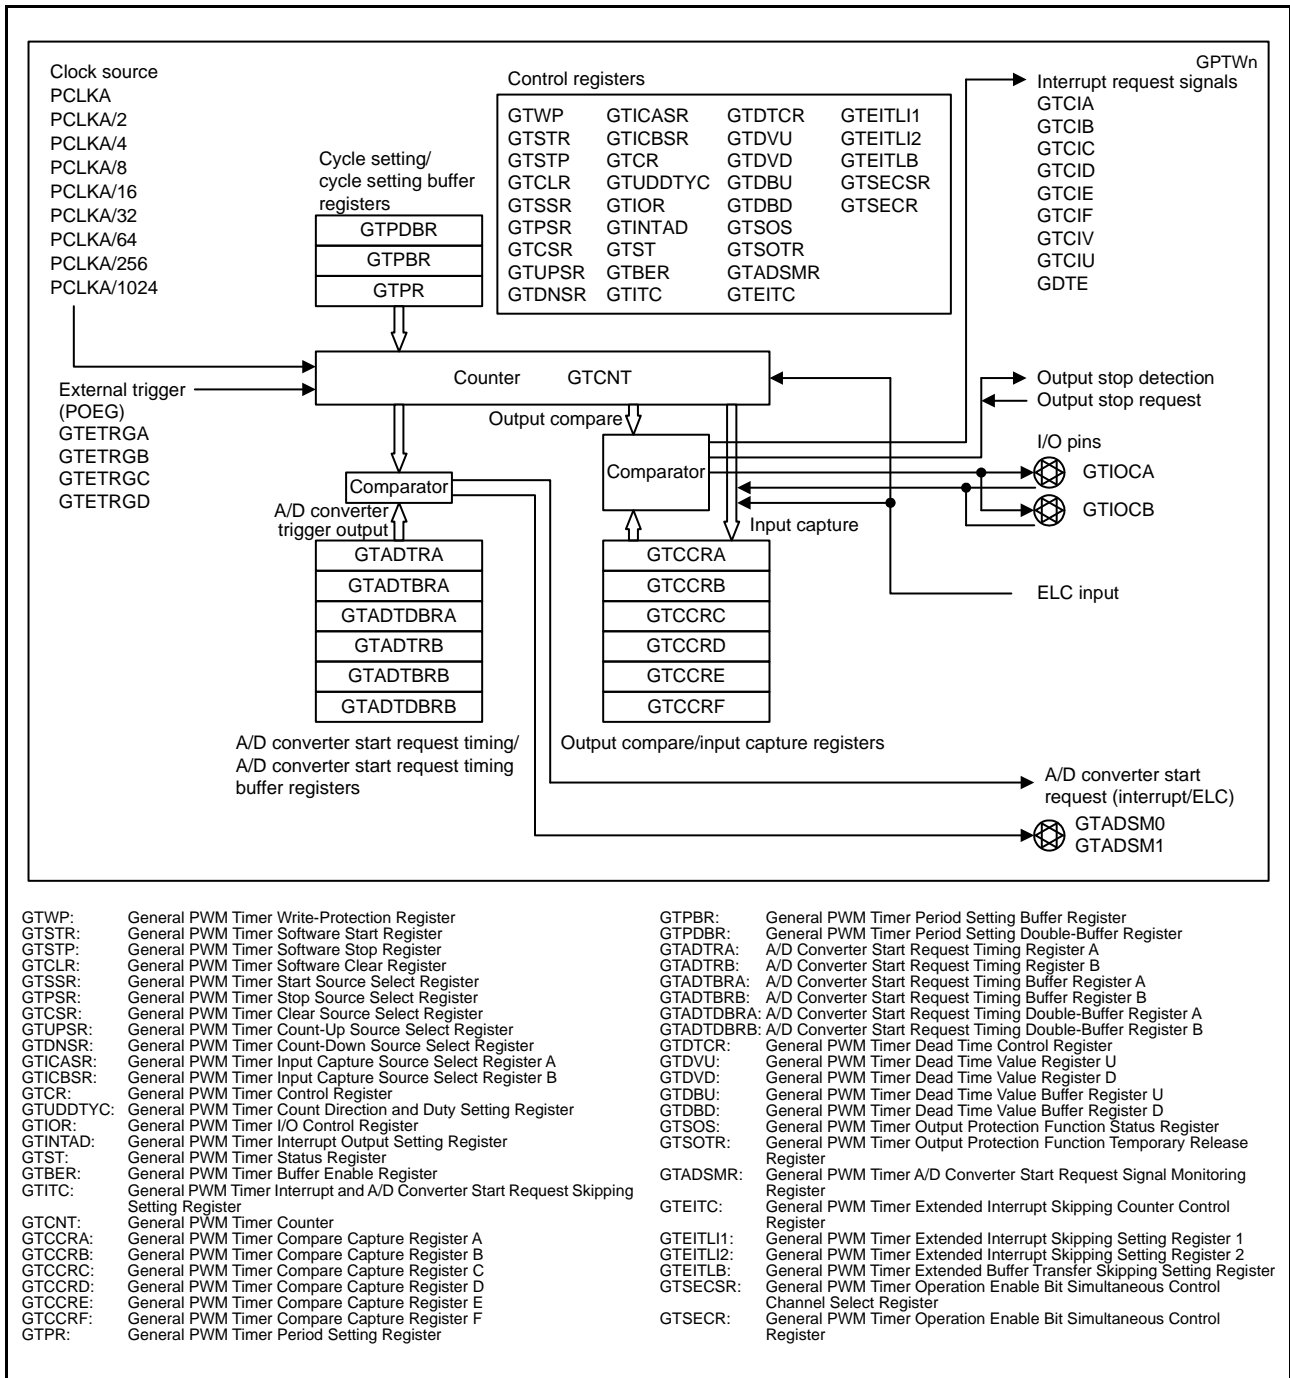 GPTWn
Clock source
PCLKA
PCLKA/2
PCLKA/4
PCLKA/8
PCLKA/16
PCLKA/32
PCLKA/64
PCLKA/256
PCLKA/1024
External trigger
(POEG)
GTETRGA
GTETRGB
GTETRGC
GTETRGD
Cycle setting/
cycle setting buffer
registers
GTPDBR
GTPBR
GTPR
Control registers
GTWP GTICASR GTDTCR GTEITLI1
GTSTR GTICBSR GTDVU GTEITLI2
GTSTP GTCR GTDVD GTEITLB
GTCLR GTUDDTYC GTDBU GTSECSR
GTSSR GTIOR GTDBD GTSECR
GTPSR GTINTAD GTSOS
GTCSR GTST GTSOTR
GTUPSR GTBER GTADSMR
GTDNSR GTITC GTEITC
Interrupt request signals
GTCIA
GTCIB
GTCIC
GTCID
GTCIE
GTCIF
GTCIV
GTCIU
GDTE
Counter GTCNT
Output compare
Output stop detection
Output stop request
I/O pins
GTIOCA
GTIOCB
Comparator
Comparator
A/D converter
trigger output
Input capture
ELC input
GTADTRA
GTADTBRA
GTADTDBRA
GTADTRB
GTADTBRB
GTADTDBRB
A/D converter start request timing/
A/D converter start request timing
buffer registers
GTCCRA
GTCCRB
GTCCRC
GTCCRD
GTCCRE
GTCCRF
Output compare/input capture registers
A/D converter start
request (interrupt/ELC)
GTADSM0
GTADSM1
GTWP: General PWM Timer Write-Protection Register
GTSTR: General PWM Timer Software Start Register
GTSTP: General PWM Timer Software Stop Register
GTCLR: General PWM Timer Software Clear Register
GTSSR: General PWM Timer Start Source Select Register
GTPSR: General PWM Timer Stop Source Select Register
GTCSR: General PWM Timer Clear Source Select Register
GTUPSR: General PWM Timer Count-Up Source Select Register
GTDNSR: General PWM Timer Count-Down Source Select Register
GTICASR: General PWM Timer Input Capture Source Select Register A
GTICBSR: General PWM Timer Input Capture Source Select Register B
GTCR: General PWM Timer Control Register
GTUDDTYC: General PWM Timer Count Direction and Duty Setting Register
GTIOR: General PWM Timer I/O Control Register
GTINTAD: General PWM Timer Interrupt Output Setting Register
GTST: General PWM Timer Status Register
GTBER: General PWM Timer Buffer Enable Register
GTITC: General PWM Timer Interrupt and A/D Converter Start Request Skipping
Setting Register
GTCNT: General PWM Timer Counter
GTCCRA: General PWM Timer Compare Capture Register A
GTCCRB: General PWM Timer Compare Capture Register B
GTCCRC: General PWM Timer Compare Capture Register C
GTCCRD: General PWM Timer Compare Capture Register D
GTCCRE: General PWM Timer Compare Capture Register E
GTCCRF: General PWM Timer Compare Capture Register F
GTPR: General PWM Timer Period Setting Register
GTPBR: General PWM Timer Period Setting Buffer Register
GTPDBR: General PWM Timer Period Setting Double-Buffer Register
GTADTRA: A/D Converter Start Request Timing Register A
GTADTRB: A/D Converter Start Request Timing Register B
GTADTBRA: A/D Converter Start Request Timing Buffer Register A
GTADTBRB: A/D Converter Start Request Timing Buffer Register B
GTADTDBRA: A/D Converter Start Request Timing Double-Buffer Register A
GTADTDBRB: A/D Converter Start Request Timing Double-Buffer Register B
GTDTCR: General PWM Timer Dead Time Control Register
GTDVU: General PWM Timer Dead Time Value Register U
GTDVD: General PWM Timer Dead Time Value Register D
GTDBU: General PWM Timer Dead Time Value Buffer Register U
GTDBD: General PWM Timer Dead Time Value Buffer Register D
GTSOS: General PWM Timer Output Protection Function Status Register
GTSOTR: General PWM Timer Output Protection Function Temporary Release
Register
GTADSMR: General PWM Timer A/D Converter Start Request Signal Monitoring
Register
GTEITC: General PWM Timer Extended Interrupt Skipping Counter Control
Register
GTEITLI1: General PWM Timer Extended Interrupt Skipping Setting Register 1
GTEITLI2: General PWM Timer Extended Interrupt Skipping Setting Register 2
GTEITLB: General PWM Timer Extended Buffer Transfer Skipping Setting Register
GTSECSR: General PWM Timer Operation Enable Bit Simultaneous Control
Channel Select Register
GTSECR: General PWM Timer Operation Enable Bit Simultaneous Control
Register